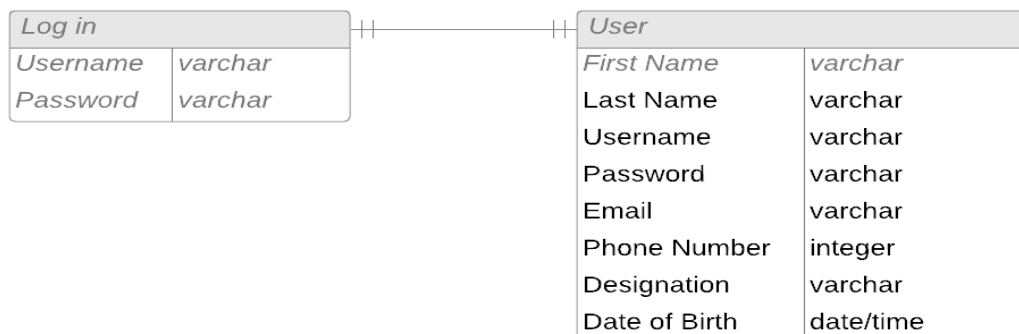 Log in
Username varchar
Password varchar
User
First Name varchar
Last Name varchar
Username varchar
Password varchar
Email varchar
Phone Number integer
Designation varchar
Date of Birth date/time